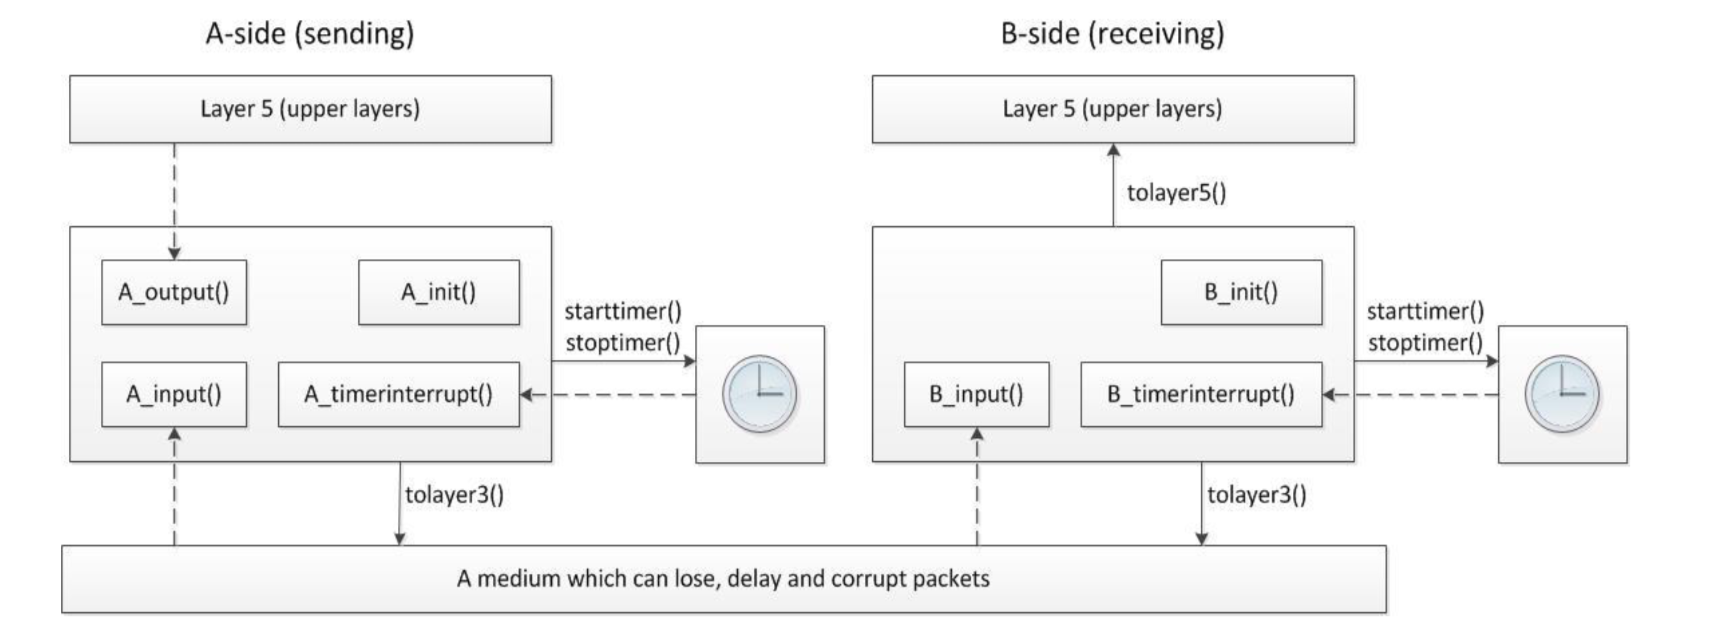 A-side (sending)
B-side (receiving)
Layer 5 (upper layers)
Layer 5 (upper layers)
tolayer5()
A_output()
A_init()
B_init()
starttimer()
stoptimer()
starttimer()
stoptimer()
A_input()
A_timerinterrupt()
B_input()
B_timerinterrupt()
tolayer3()
tolayer3()
A medium which can lose, delay and corrupt packets